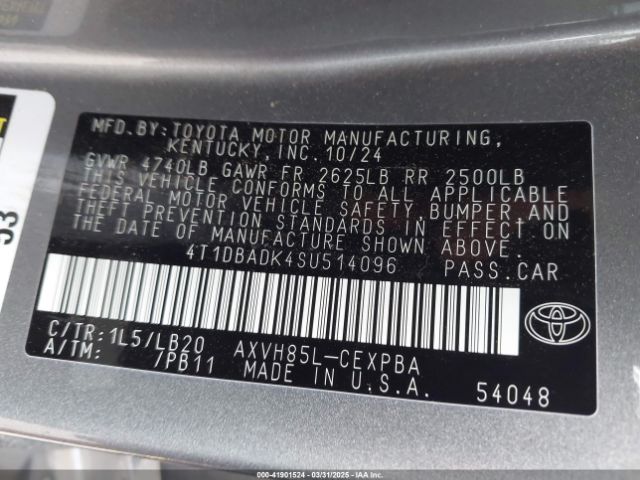 MFD.BY:TOYOTA MOTOR MANUFACTURING,
KENTUCKY,INC.10/24
GVWR 4740LB GAWR FR 2625LB RR 2500LB
THIS VEHICLE CONFORMS TO ALL APPLICABLE
FEDERAL MOTOR VEHICLE SAFETY,BUMPER,AND
THEFT PREVENTION STANDARDS IN EFFECT ON
THE DATE OF MANUFACTURE SHOWN ABOVE.
4T1DBADK4SU514096 PASS.CAR
C/TR:1L5/LB20 AXVH85L-CEXPBA
A/TM: /PB11 MADE IN U.S.A. 54048
53
© IAA - 41901524 - 03/31/2025 - IAAI.COM